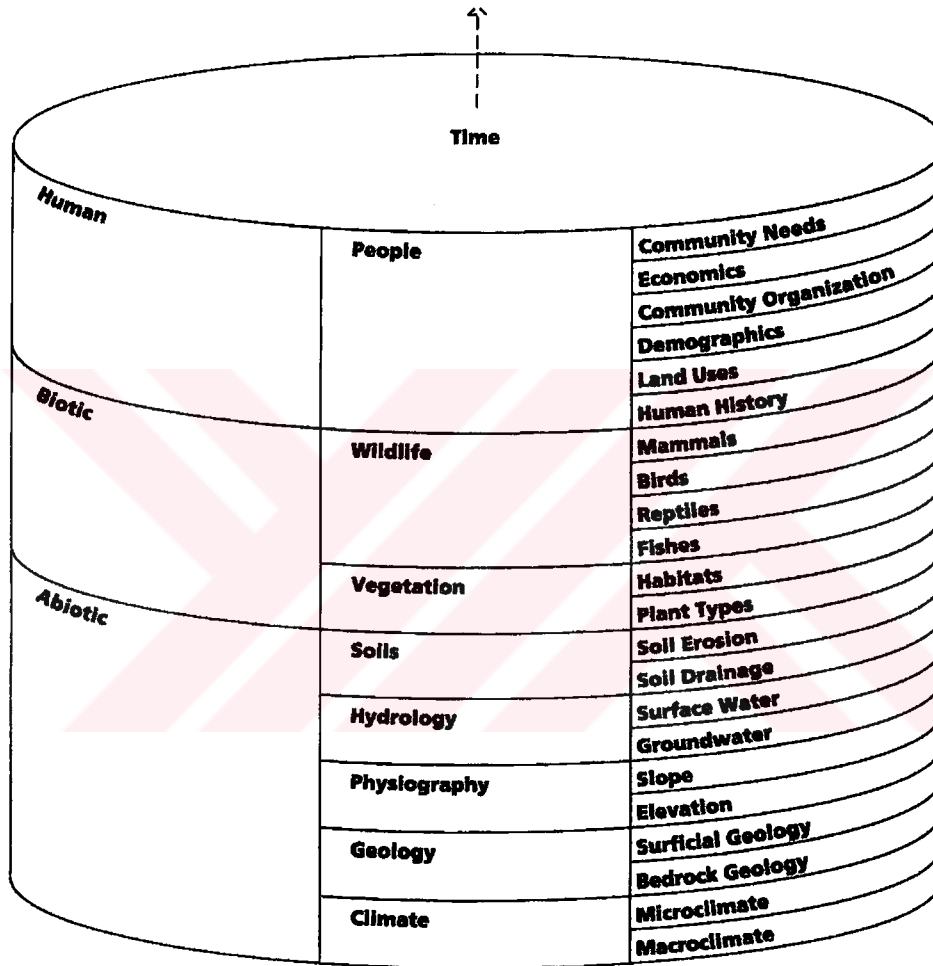 Time
Human
People
Community Needs
Economics
Community Organization
Demographics
Land Uses
Human History
Biotic
Wildlife
Mammals
Birds
Reptiles
Fishes
Vegetation
Habitats
Plant Types
Abiotic
Soils
Soil Erosion
Soil Drainage
Hydrology
Surface Water
Groundwater
Physiography
Slope
Elevation
Geology
Surficial Geology
Bedrock Geology
Climate
Microclimate
Macroclimate